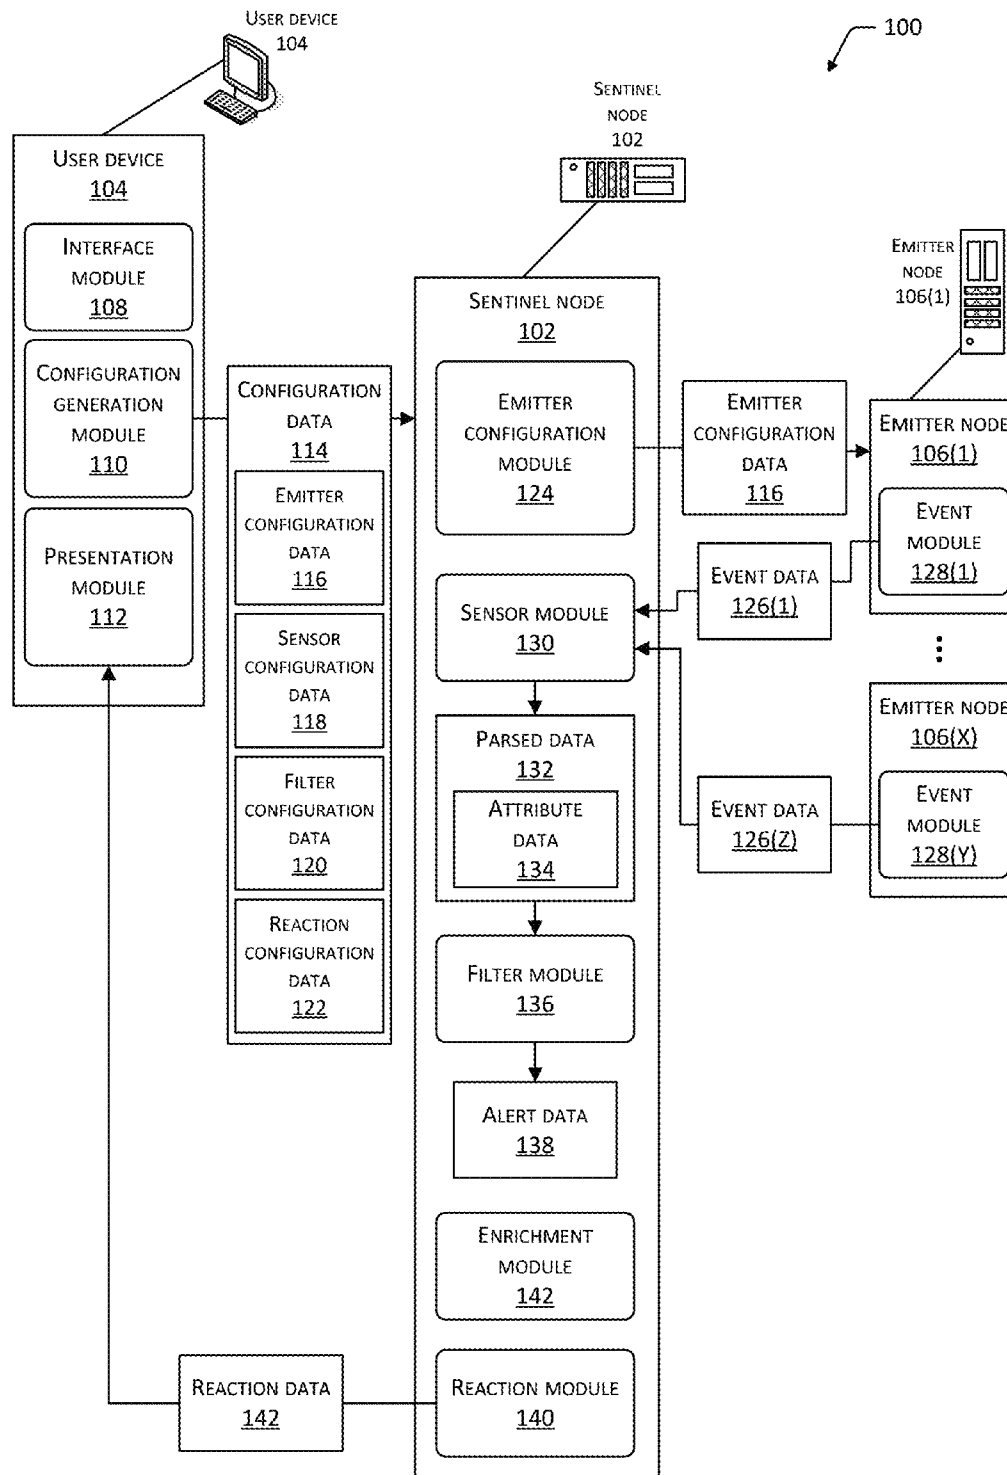 User device
104
100
Sentinel
node
102
User device
104
Interface
module
108
Configuration
generation
module
110
Presentation
module
112
Configuration
data
114
Emitter
configuration
data
116
Sensor
configuration
data
118
Filter
configuration
data
120
Reaction
configuration
data
122
Sentinel node
102
Emitter
configuration
module
124
Sensor module
130
Parsed data
132
Attribute
data
134
Filter module
136
Alert data
138
Enrichment
module
142
Reaction module
140
Reaction data
142
Emitter
configuration
data
116
Event data
126(1)
Event data
126(Z)
Emitter
node
106(1)
Emitter node
106(1)
Event
module
128(1)
Emitter node
106(X)
Event
module
128(Y)